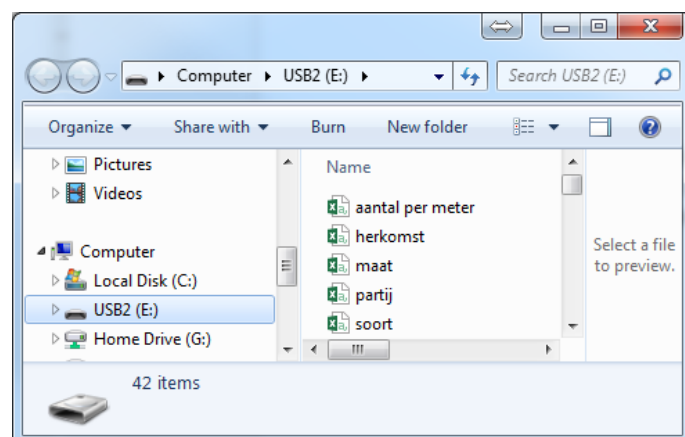 Computer ▸ USB2 (E:) ▸
Search USB2 (E:)
Organize Share with Burn New folder
Pictures
Videos
Computer
Local Disk (C:)
USB2 (E:)
Home Drive (G:)
Name
aantal per meter
herkomst
maat
partij
soort
Select a file
to preview.
42 items